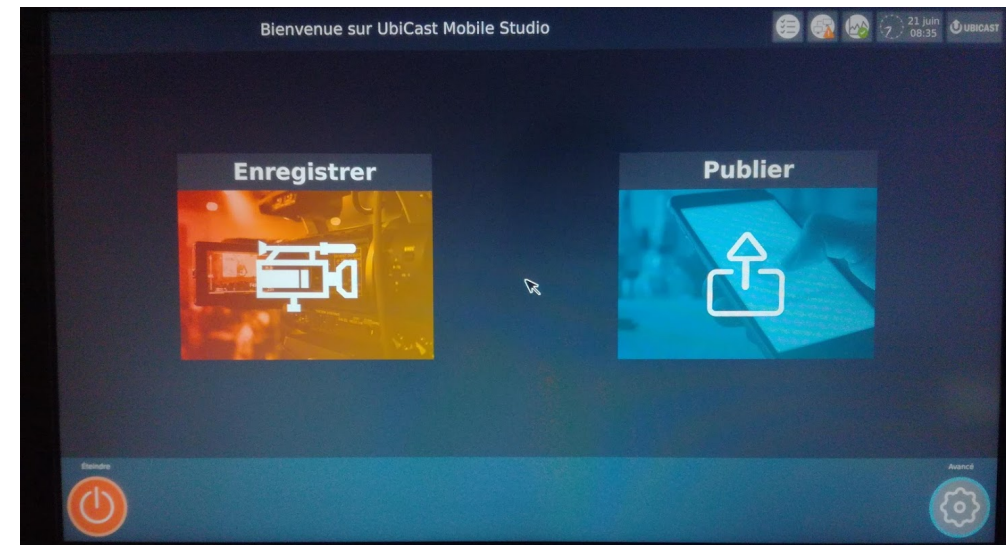 Bienvenue sur UbiCast Mobile Studio
21 juin
08:35
UBICAST
Enregistrer
Publier
Éteindre
Avancé